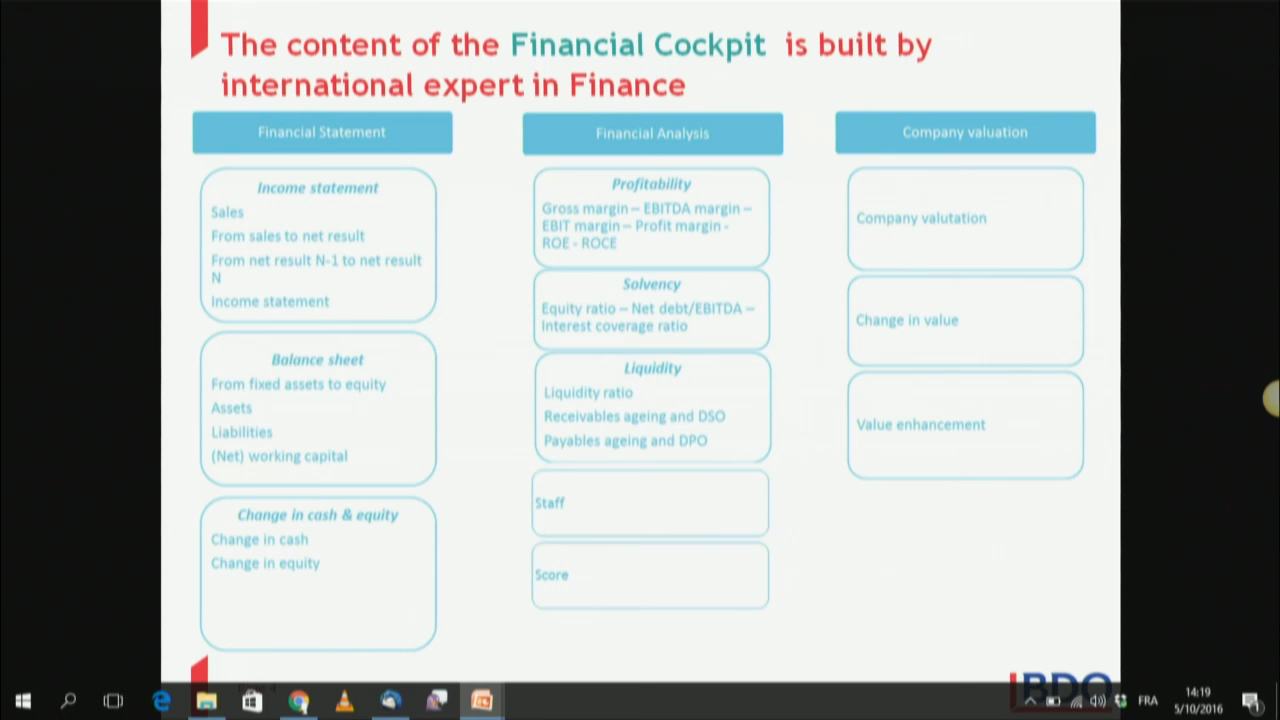 The content of the Financial Cockpit is built by
international expert in Finance
Financial Statement
Income statement
Sales
From sales to net result
From net result N-1 to net result
N
Income statement
Balance sheet
From fixed assets to equity
Assets
Liabilities
(Net) working capital
Change in cash & equity
Change in cash
Change in equity
Financial Analysis
Profitability
Gross margin – EBITDA margin –
EBIT margin – Profit margin -
ROE - ROCE
Solvency
Equity ratio – Net debt/EBITDA –
Interest coverage ratio
Liquidity
Liquidity ratio
Receivables ageing and DSO
Payables ageing and DPO
Staff
Score
Company valuation
Company valutation
Change in value
Value enhancement
BDO
FRA
14:19
5/10/2016
1